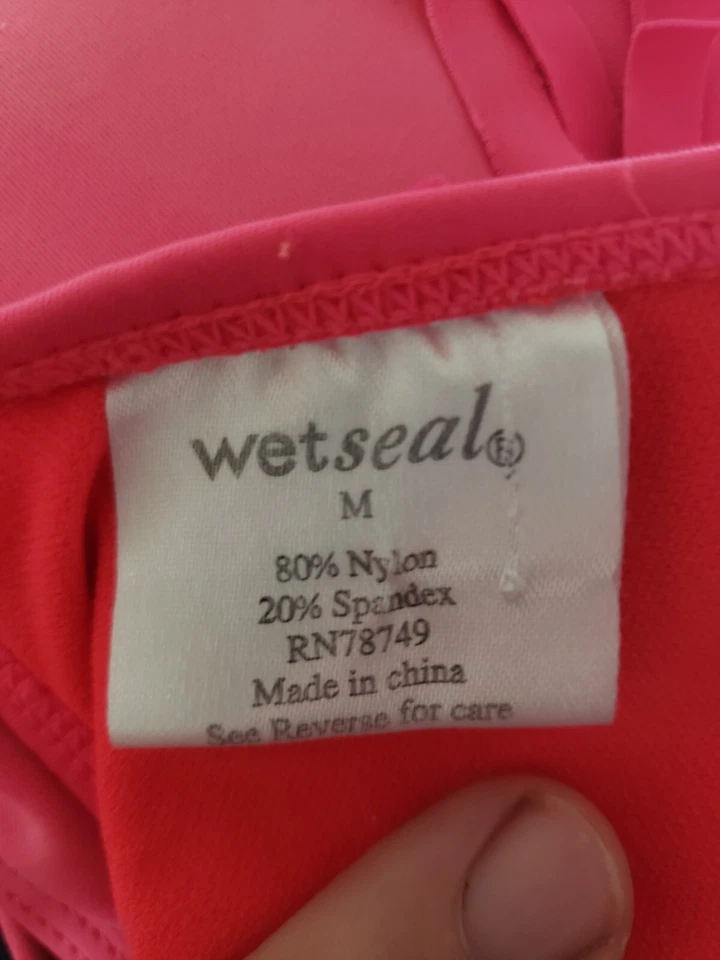 wetseal®
M
80% Nylon
20% Spandex
RN78749
Made in china
See Reverse for care